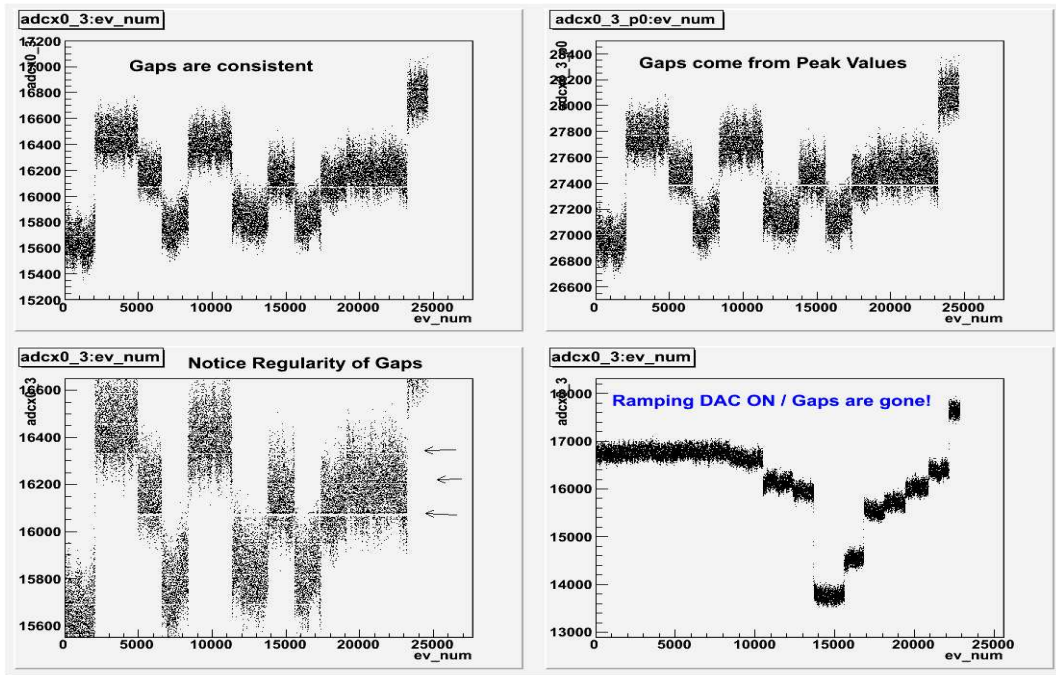 adcx0_3:ev_num
17200
17000
16800
16600
16400
16200
16000
15800
15600
15400
15200
adcx0_3
Gaps are consistent
0 5000 10000 15000 20000 25000
ev_num
adcx0_3_p0:ev_num
28400
28200
28000
27800
27600
27400
27200
27000
26800
26600
adcx0_3_p0
Gaps come from Peak Values
0 5000 10000 15000 20000 25000
ev_num
adcx0_3:ev_num
Notice Regularity of Gaps
16600
16400
16200
16000
15800
15600
adcx0_3
0 5000 10000 15000 20000 25000
ev_num
adcx0_3:ev_num
Ramping DAC ON / Gaps are gone!
18000
17000
16000
15000
14000
13000
adcx0_3
0 5000 10000 15000 20000 25000
ev_num